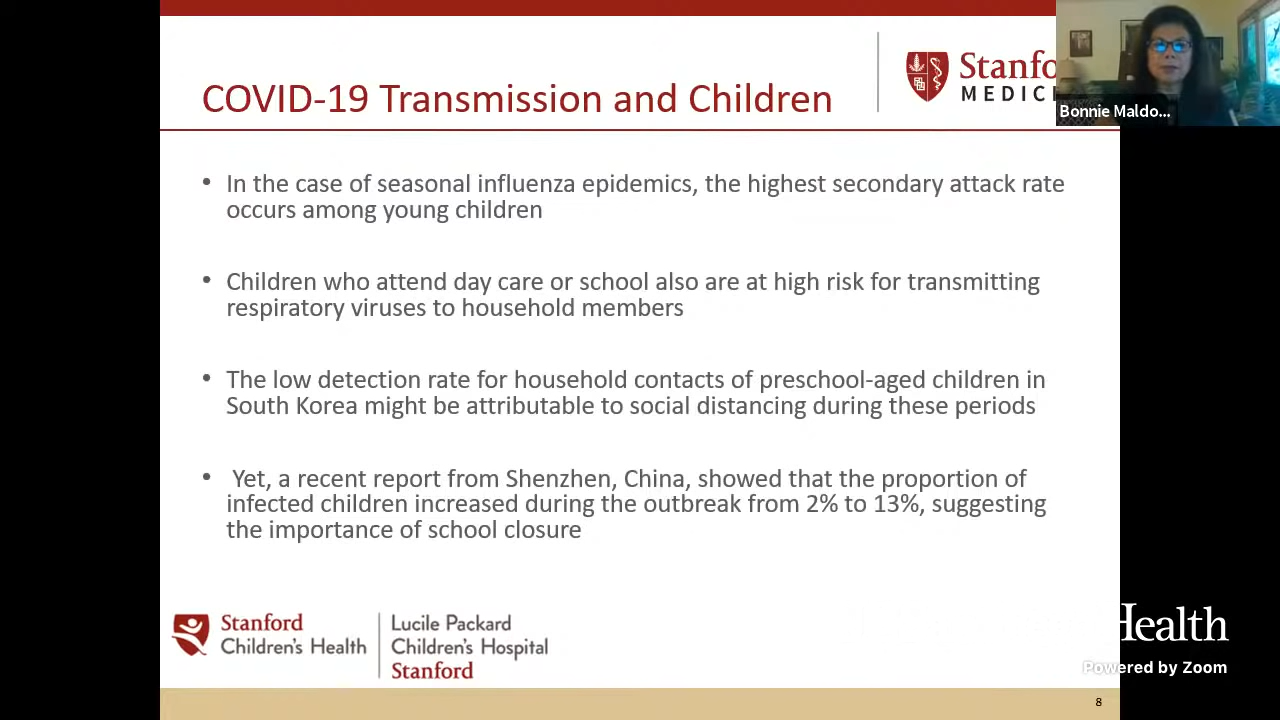 COVID-19 Transmission and Children
Stanfo
MEDICI
Bonnie Maldo...
• In the case of seasonal influenza epidemics, the highest secondary attack rate
occurs among young children
• Children who attend day care or school also are at high risk for transmitting
respiratory viruses to household members
• The low detection rate for household contacts of preschool-aged children in
South Korea might be attributable to social distancing during these periods
• Yet, a recent report from Shenzhen, China, showed that the proportion of
infected children increased during the outbreak from 2% to 13%, suggesting
the importance of school closure
Stanford
Children's Health
Lucile Packard
Children's Hospital
Stanford
Health
Powered by Zoom
8